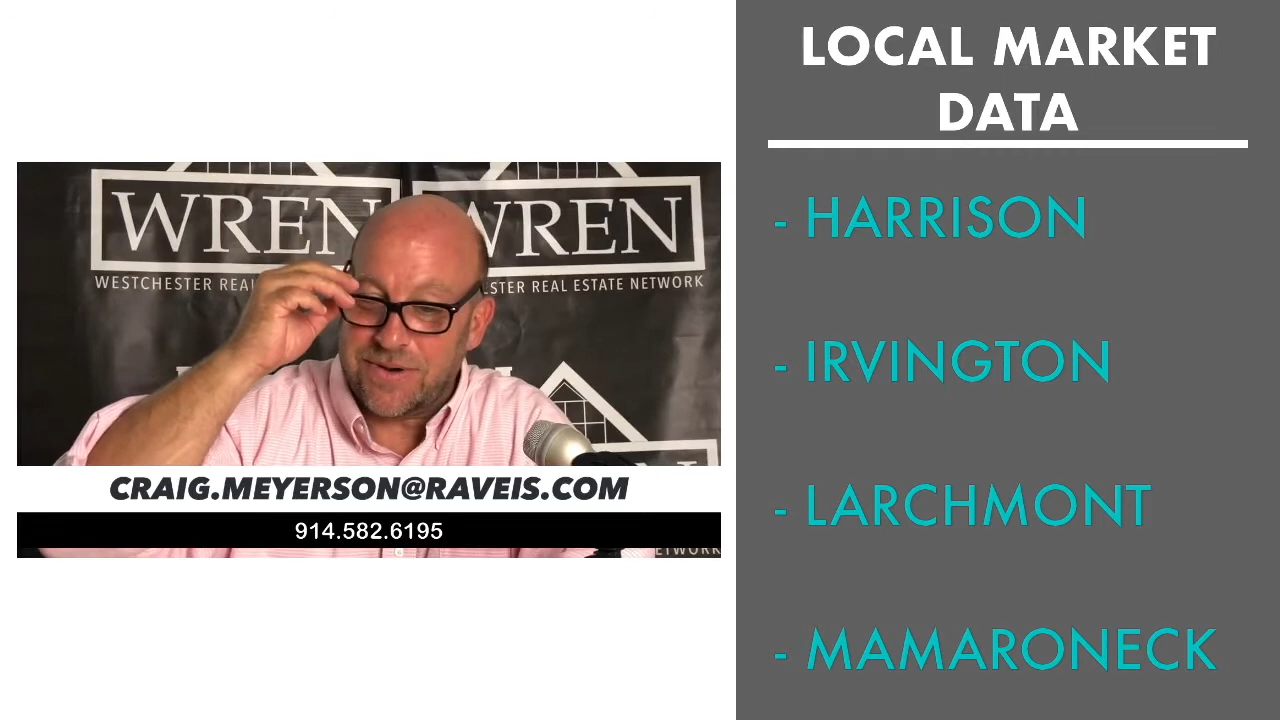 LOCAL MARKET
DATA
- HARRISON
- IRVINGTON
- LARCHMONT
- MAMARONECK
WREN
WREN
WESTCHESTER REAL
STER REAL ESTATE NETWORK
CRAIG.MEYERSON@RAVEIS.COM
914.582.6195
ETWORK